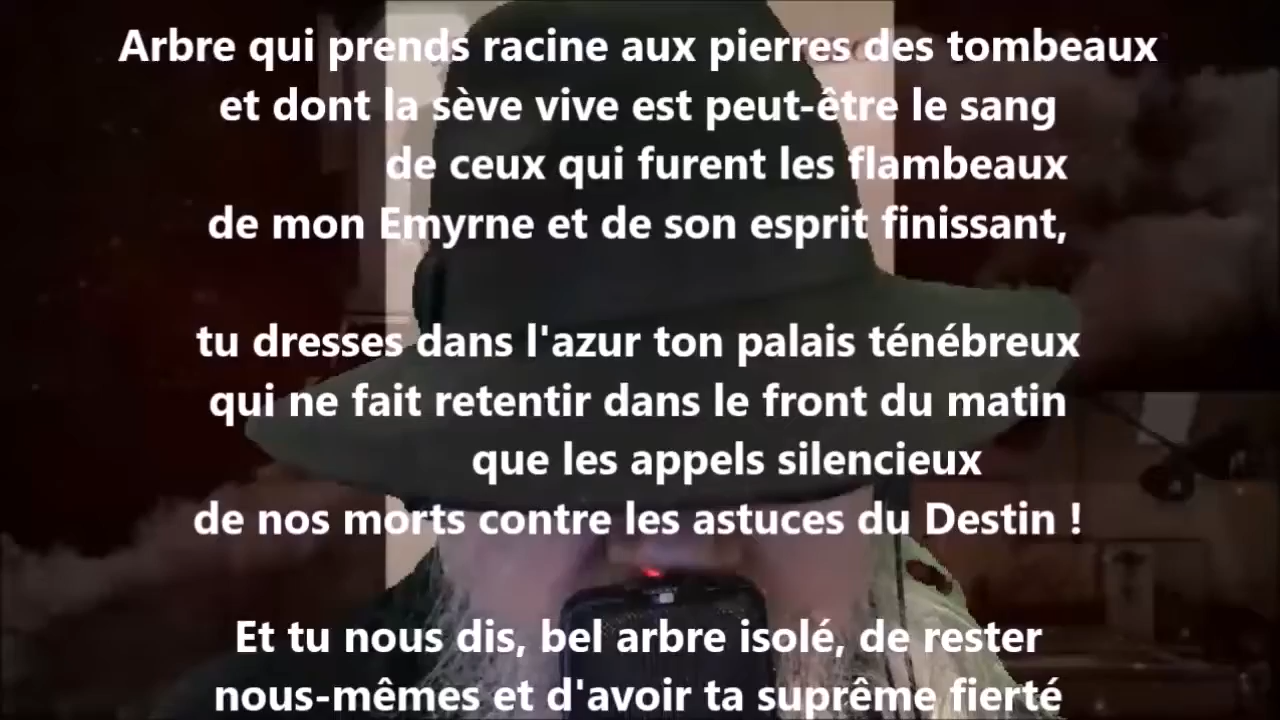 Arbre qui prends racine aux pierres des tombeaux
et dont la sève vive est peut-être le sang
de ceux qui furent les flambeaux
de mon Emyrne et de son esprit finissant,
tu dresses dans l'azur ton palais ténébreux
qui ne fait retentir dans le front du matin
que les appels silencieux
de nos morts contre les astuces du Destin !
Et tu nous dis, bel arbre isolé, de rester
nous-mêmes et d'avoir ta suprême fierté